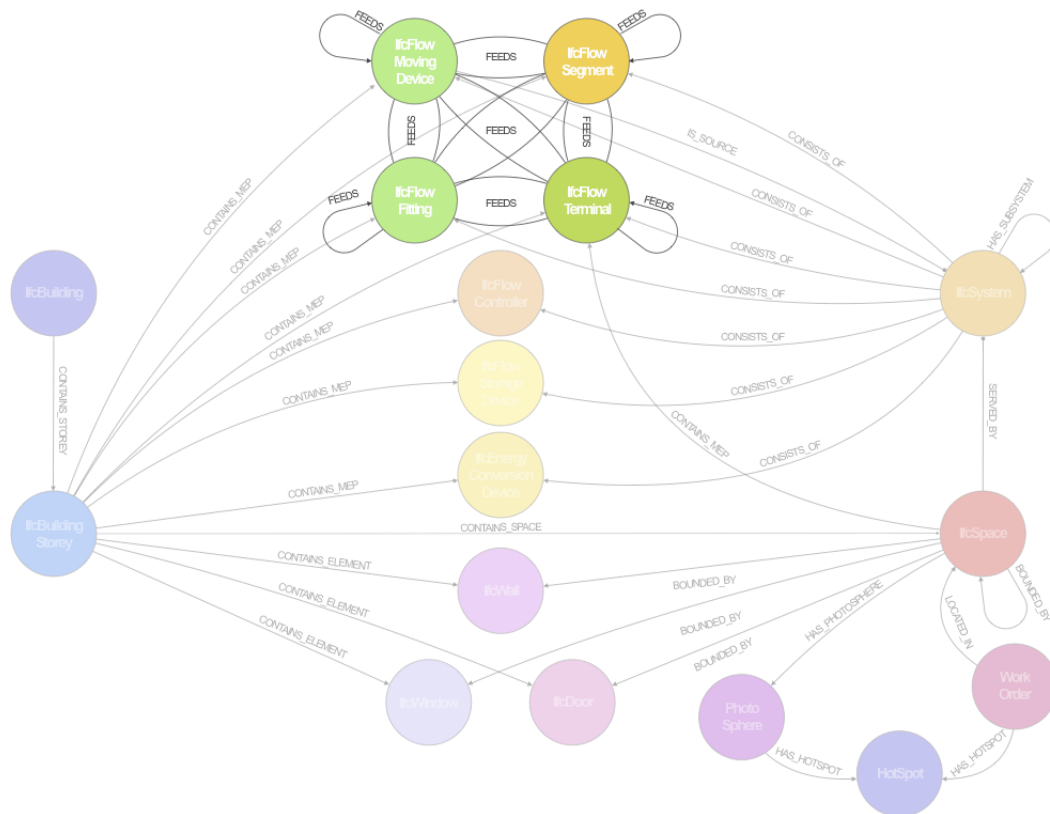 FEEDS
FEEDS
IfcFlow
Moving
Device
FEEDS
IfcFlow
Segment
FEEDS
FEEDS
FEEDS
IS_SOURCE
CONSISTS_OF
CONTAINS_MEP
IfcFlow
Fitting
FEEDS
FEEDS
IfcFlow
Terminal
FEEDS
CONSISTS_OF
CONTAINS_MEP
CONTAINS_MEP
CONSISTS_OF
HAS_SUBSYSTEM
IfcBuilding
CONTAINS_MEP
CONTAINS_MEP
IfcFlow
Controller
CONSISTS_OF
IfcSystem
CONSISTS_OF
CONTAINS_STOREY
CONTAINS_MEP
IfcFlow
Storage
Device
CONSISTS_OF
SERVED_BY
CONTAINS_MEP
CONTAINS_MEP
IfcEnergy
Conversion
Device
CONSISTS_OF
IfcBuilding
Storey
CONTAINS_SPACE
IfcSpace
CONTAINS_ELEMENT
IfcWall
BOUNDED_BY
BOUNDED_BY
CONTAINS_ELEMENT
BOUNDED_BY
HAS_PHOTOSPHERE
LOCATED_IN
CONTAINS_ELEMENT
BOUNDED_BY
IfcWindow
IfcDoor
Photo
Sphere
Work
Order
HAS_HOTSPOT
HotSpot
HAS_HOTSPOT